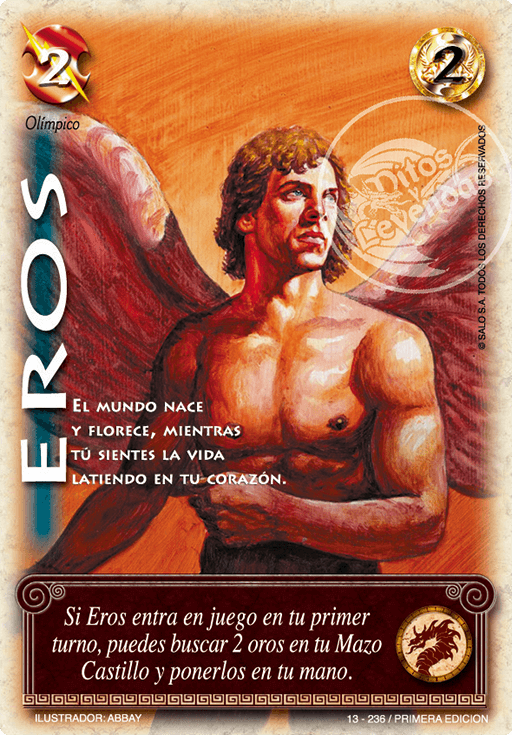 2
2
Olímpico
Mitos
y
Leyendas
© SALO S.A. TODOS LOS DERECHOS RESERVADOS
EROS
EL MUNDO NACE
Y FLORECE, MIENTRAS
TÚ SIENTES LA VIDA
LATIENDO EN TU CORAZÓN.
Si Eros entra en juego en tu primer
turno, puedes buscar 2 oros en tu Mazo
Castillo y ponerlos en tu mano.
ILUSTRADOR: ABBAY
13 - 236 / PRIMERA EDICION